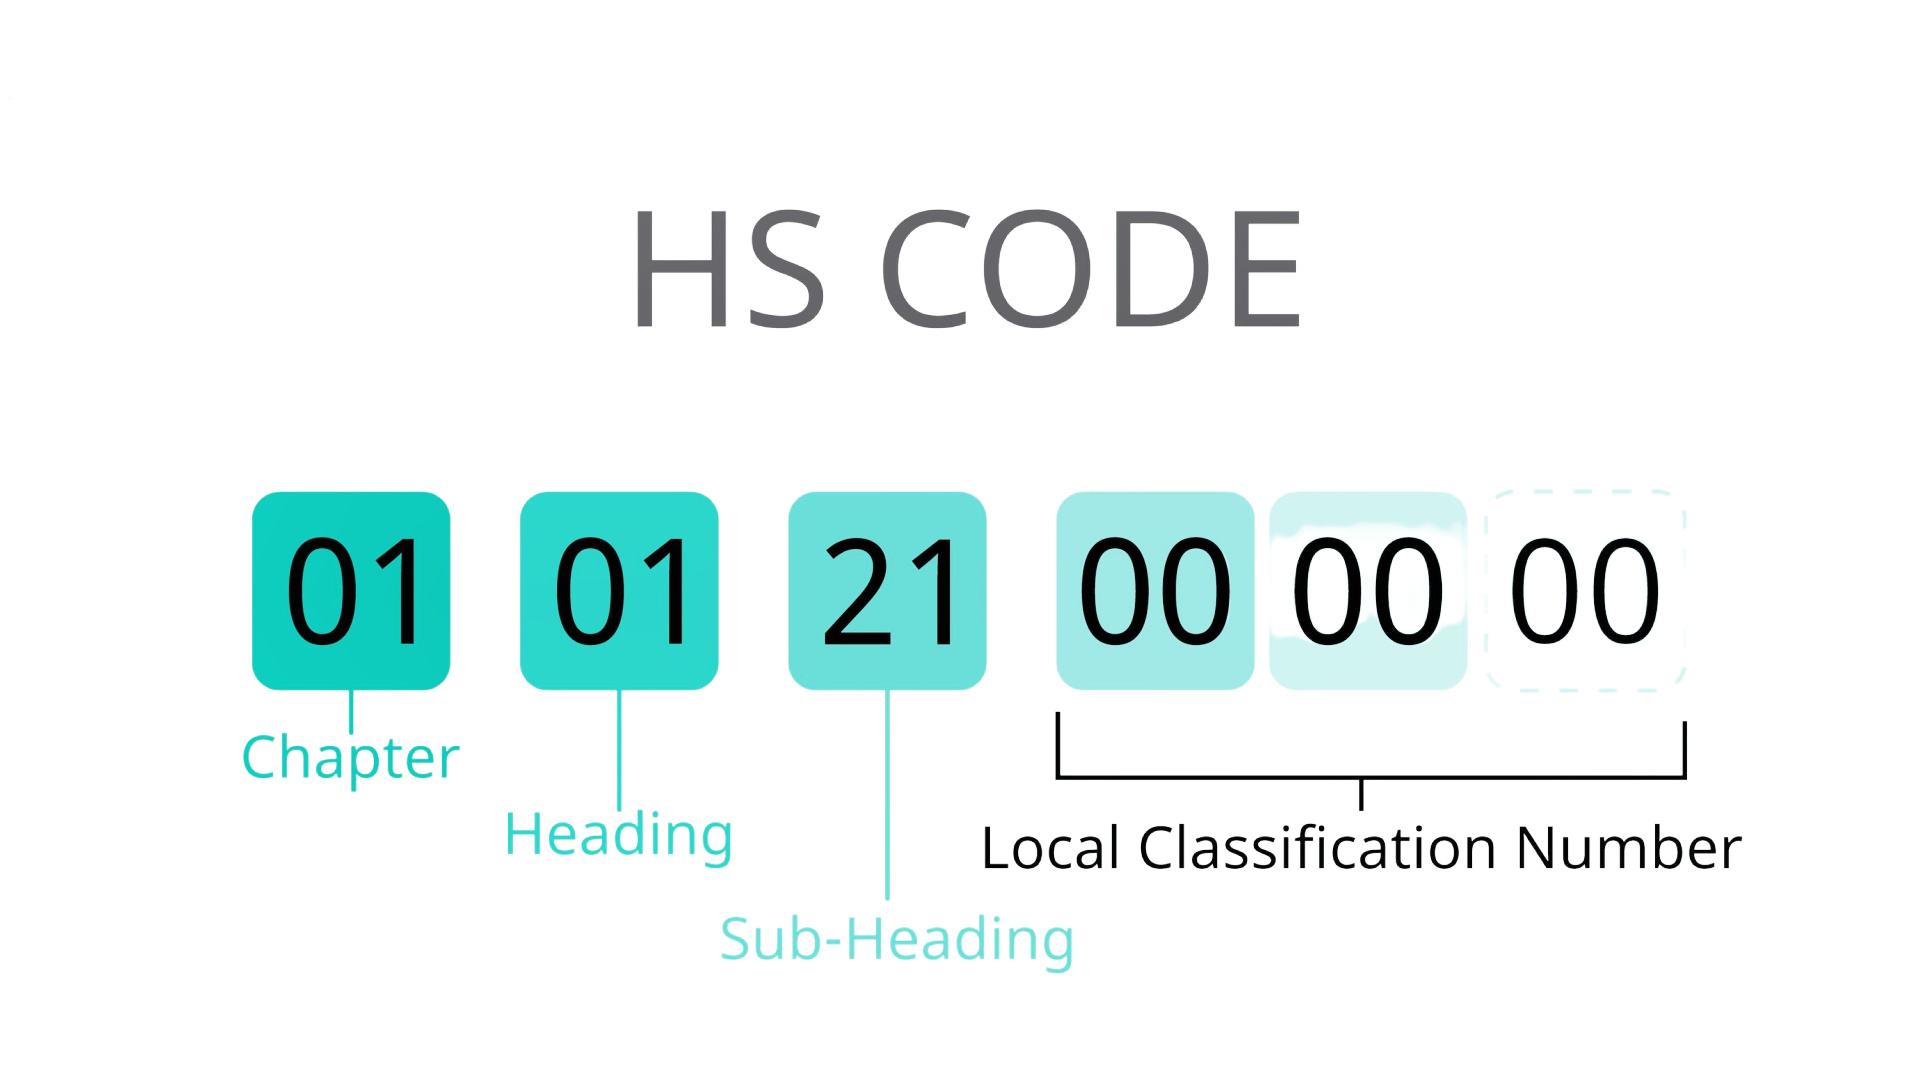 HS CODE
01 01 21 00 00 00
Chapter
Heading
Local Classification Number
Sub-Heading